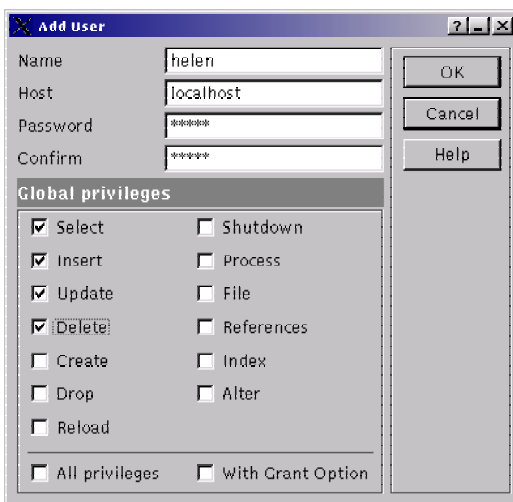 Add User
Name helen
Host localhost
Password *****
Confirm *****
OK
Cancel
Help
Global privileges
Select Shutdown
Insert Process
Update File
Delete References
Create Index
Drop Alter
Reload
All privileges With Grant Option